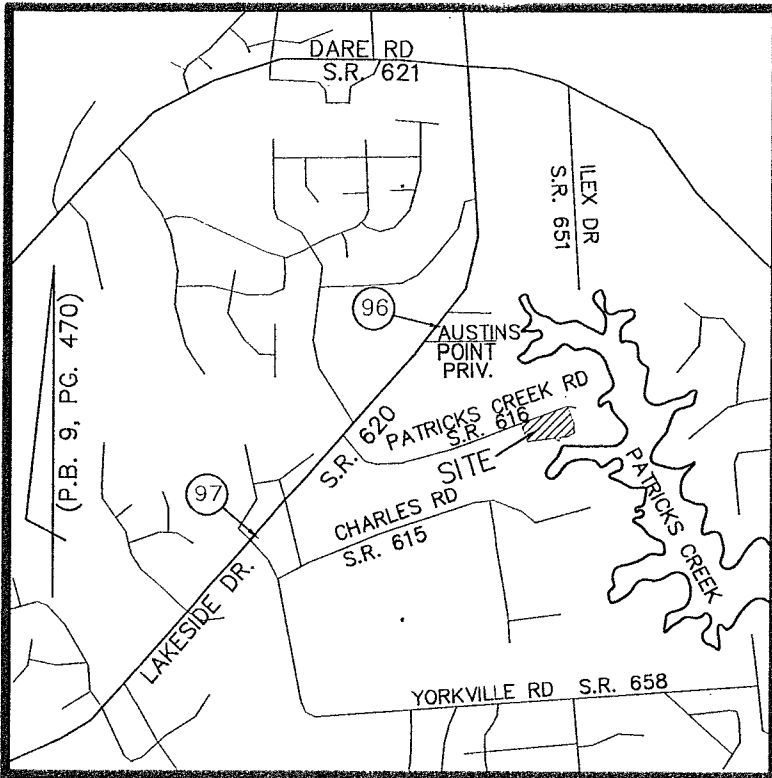 DARE RD
S.R. 621
ILEX DR
S.R. 651
(P.B. 9, PG. 470)
96
AUSTINS
POINT
PRIV.
PATRICKS CREEK RD
S.R. 616
S.R. 620
SITE
PATRICKS CREEK
97
CHARLES RD
S.R. 615
LAKESIDE DR.
YORKVILLE RD S.R. 658